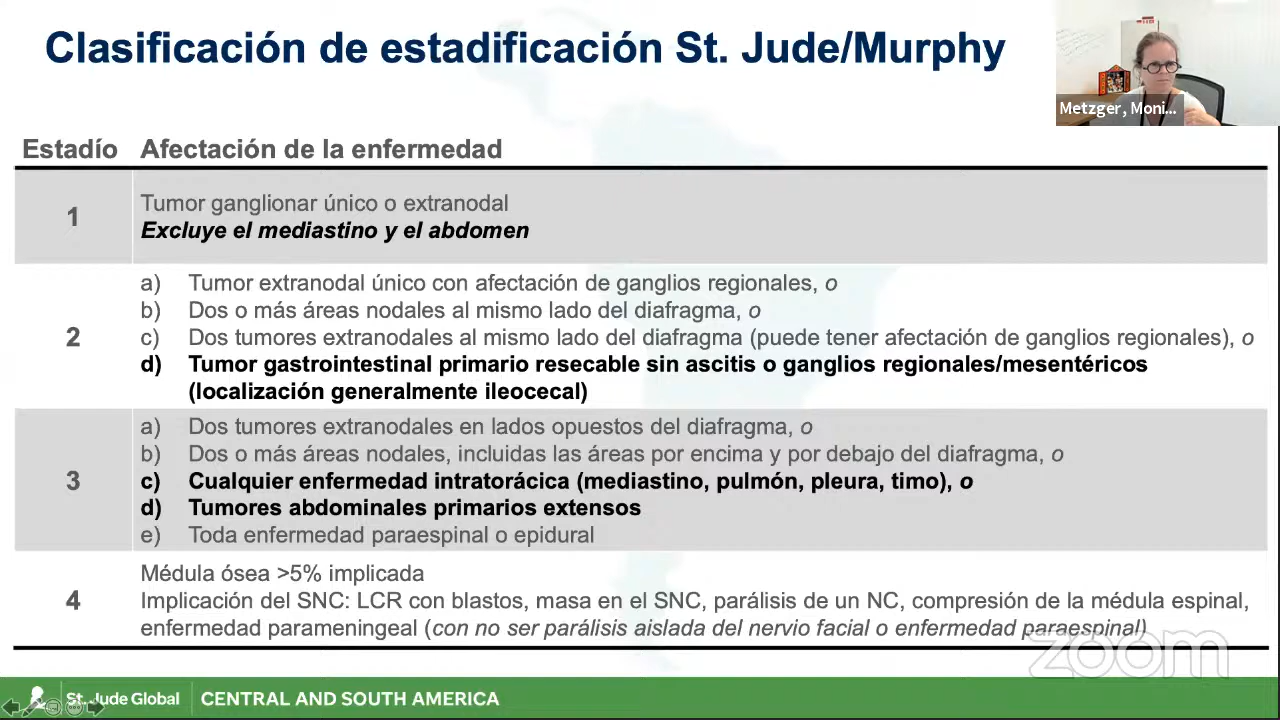 Clasificación de estadificación St. Jude/Murphy
Metzger, Moni...
Estadío Afectación de la enfermedad
1
Tumor ganglionar único o extranodal
Excluye el mediastino y el abdomen
2
a) Tumor extranodal único con afectación de ganglios regionales, o
b) Dos o más áreas nodales al mismo lado del diafragma, o
c) Dos tumores extranodales al mismo lado del diafragma (puede tener afectación de ganglios regionales), o
d) Tumor gastrointestinal primario resecable sin ascitis o ganglios regionales/mesentéricos
(localización generalmente ileocecal)
3
a) Dos tumores extranodales en lados opuestos del diafragma, o
b) Dos o más áreas nodales, incluidas las áreas por encima y por debajo del diafragma, o
c) Cualquier enfermedad intratorácica (mediastino, pulmón, pleura, timo), o
d) Tumores abdominales primarios extensos
e) Toda enfermedad paraespinal o epidural
4
Médula ósea >5% implicada
Implicación del SNC: LCR con blastos, masa en el SNC, parálisis de un NC, compresión de la médula espinal,
enfermedad parameningeal (con no ser parálisis aislada del nervio facial o enfermedad paraespinal)
zoom
St. Jude Global CENTRAL AND SOUTH AMERICA